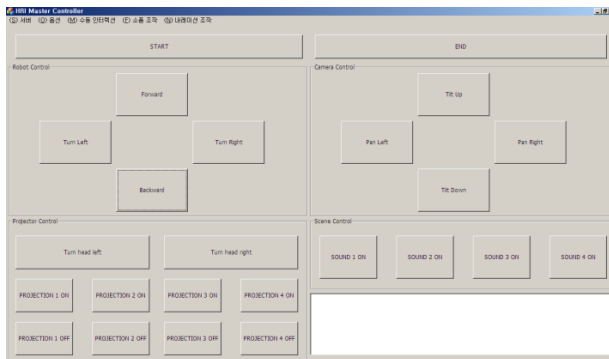 HRI Master Controller
(S) 서버 (O) 옵션 (M) 수동 인터랙션 (E) 소품 조작 (N) 내레이션 조작
START
END
Robot Control
Camera Control
Forward
Tilt Up
Turn Left
Turn Right
Pan Left
Pan Right
Backward
Tilt Down
Projector Control
Scene Control
Turn head left
Turn head right
SOUND 1 ON
SOUND 2 ON
SOUND 3 ON
SOUND 4 ON
PROJECTION 1 ON
PROJECTION 2 ON
PROJECTION 3 ON
PROJECTION 4 ON
PROJECTION 1 OFF
PROJECTION 2 OFF
PROJECTION 3 OFF
PROJECTION 4 OFF